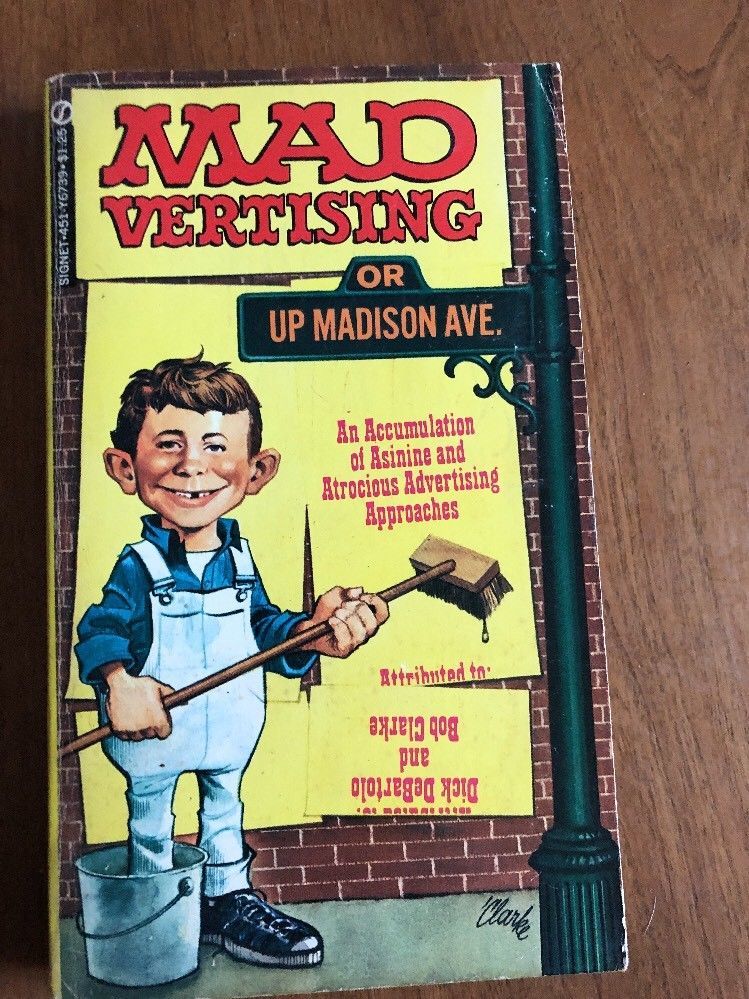 SIGNET•451-Y6739•$1.25
MAD
VERTISING
OR
UP MADISON AVE.
An Accumulation
of Asinine and
Atrocious Advertising
Approaches
Attributed to:
Dick DeBartolo
and
Bob Clarke
Clarke